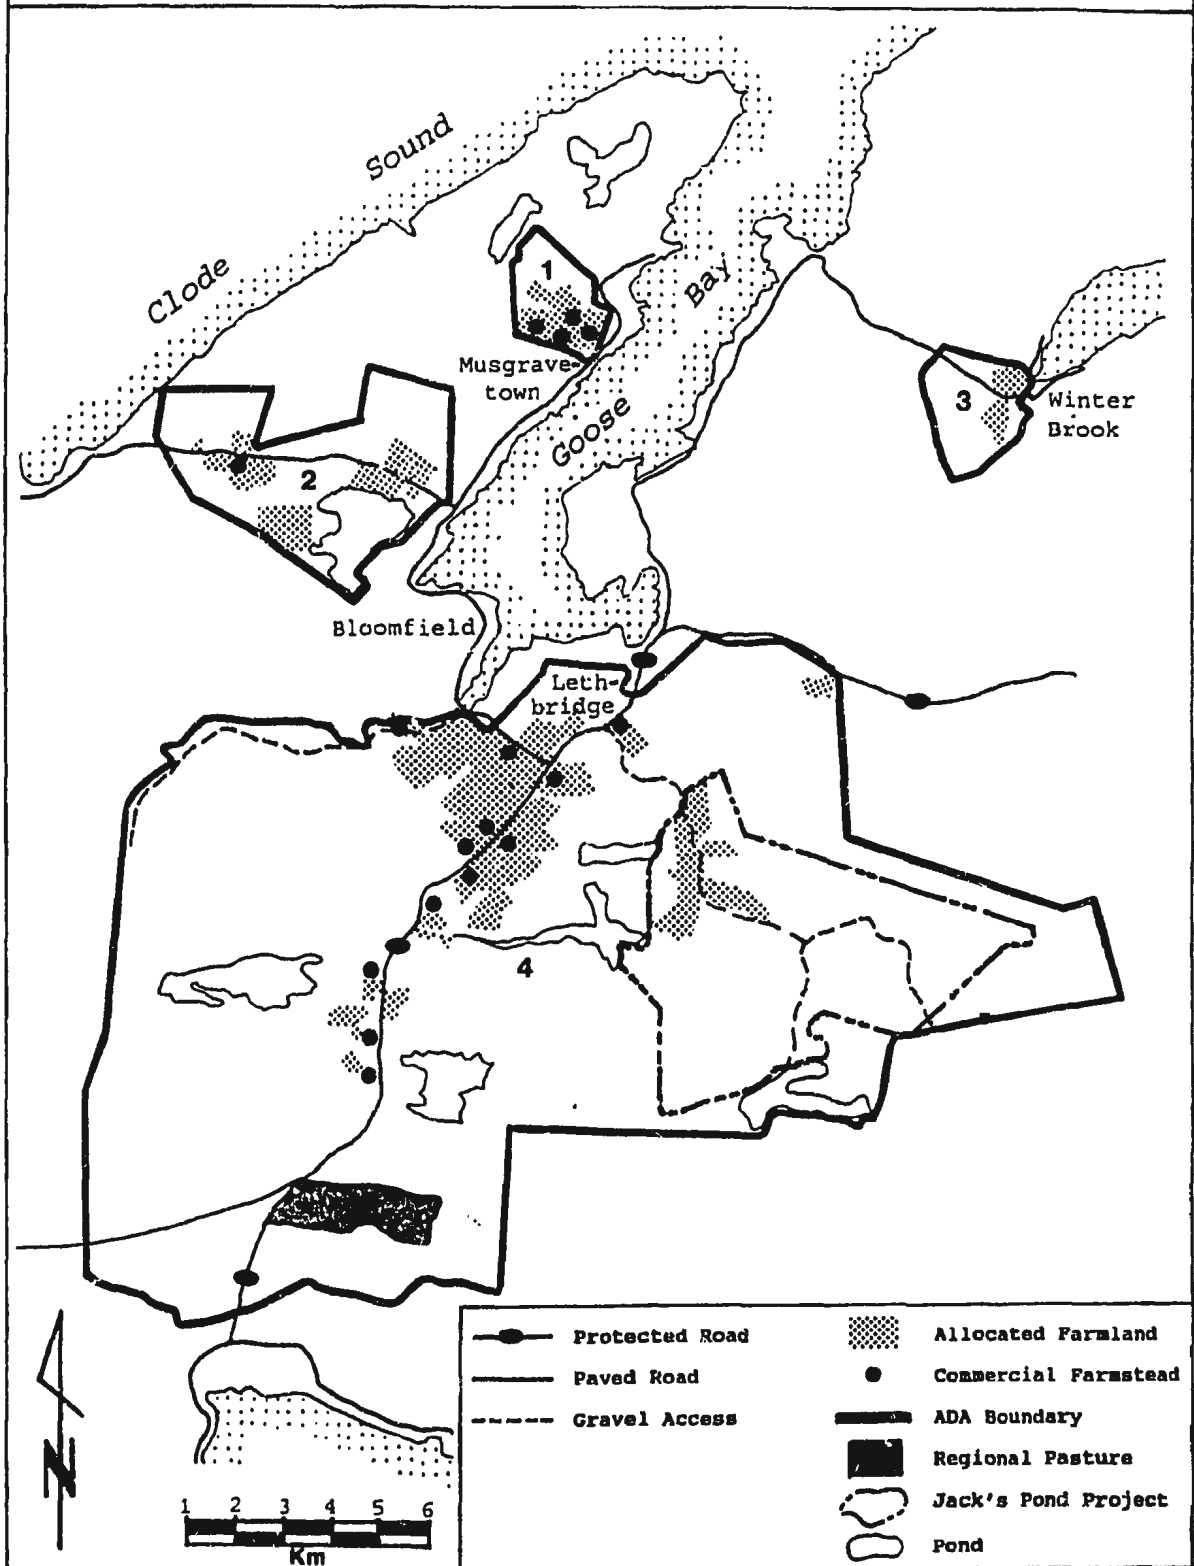 Clode
Sound
1
Musgrave-
town
Bay
Goose
3
Winter
Brook
2
Bloomfield
Leth-
bridge
4
N
1 2 3 4 5 6
Km
Protected Road
Paved Road
Gravel Access
Allocated Farmland
Commercial Farmstead
ADA Boundary
Regional Pasture
Jack's Pond Project
Pond